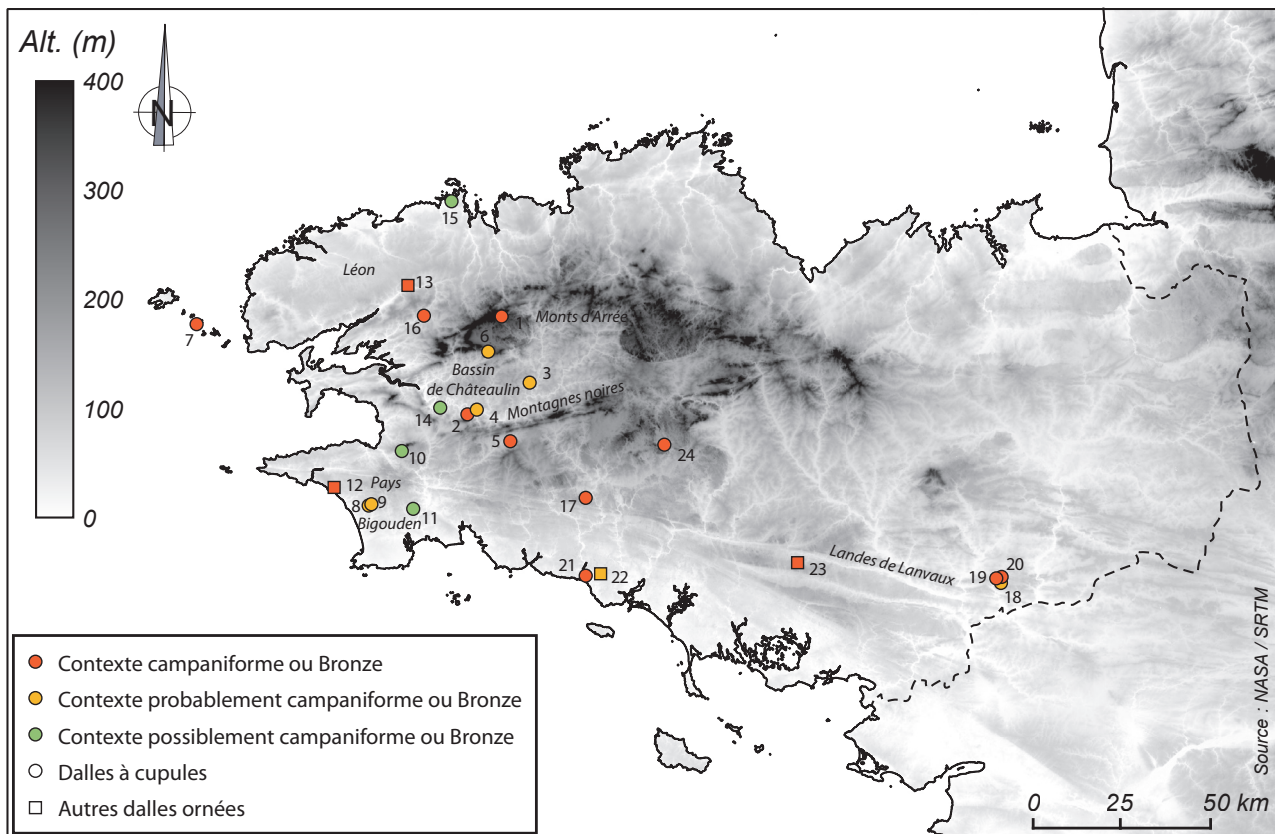 Alt. (m)
400
300
200
100
0
N
15
Léon
13
16
7
1
Monts d'Arrée
6
Bassin
de Châteaulin
3
14
2
4
Montagnes noires
5
10
24
12
Pays
8
9
Bigouden
11
17
21
22
23
Landes de Lanvaux
19
20
18
Contexte campaniforme ou Bronze
Contexte probablement campaniforme ou Bronze
Contexte possiblement campaniforme ou Bronze
Dalles à cupules
Autres dalles ornées
Source : NASA / SRTM
0 25 50 km